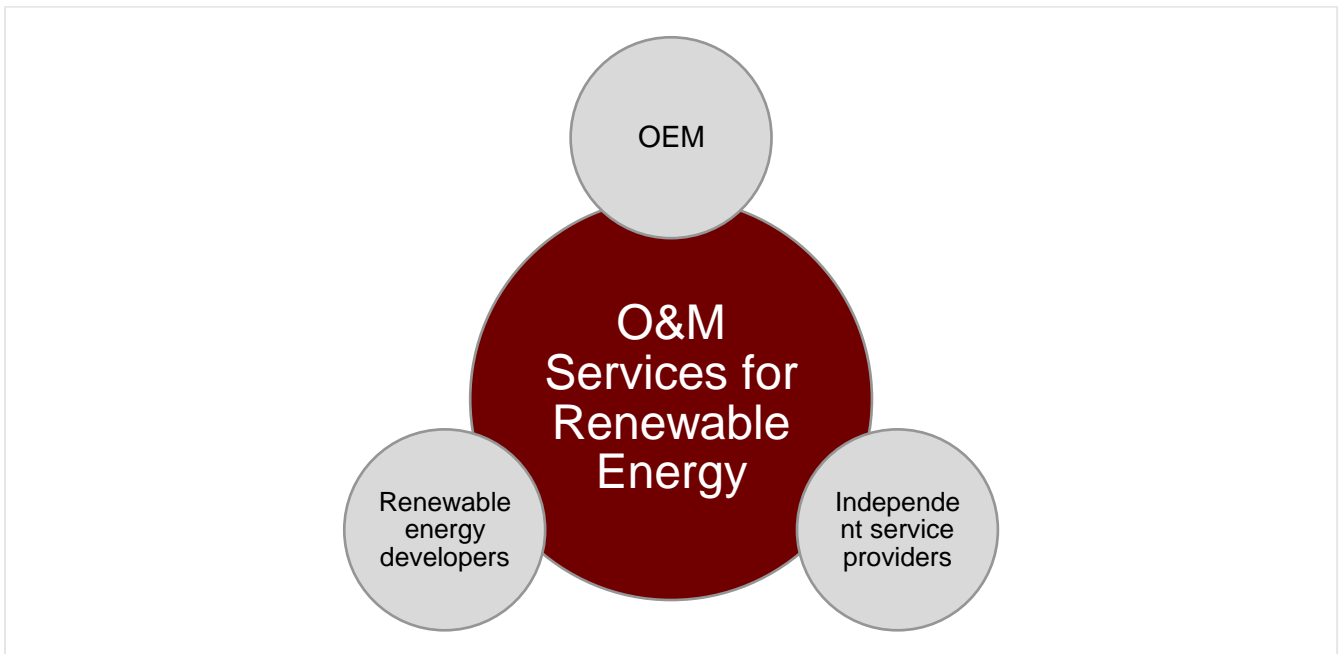 OEM
O&M
Services for
Renewable
Energy
Renewable
energy
developers
Independe
nt service
providers